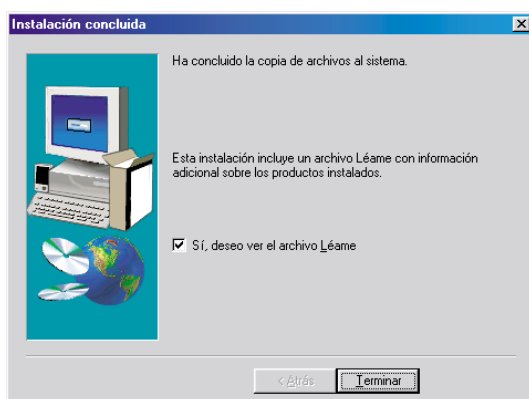 Instalación concluida
Ha concluido la copia de archivos al sistema.
Esta instalación incluye un archivo Léame con información
adicional sobre los productos instalados.
Sí, deseo ver el archivo Léame
< Atrás
Terminar